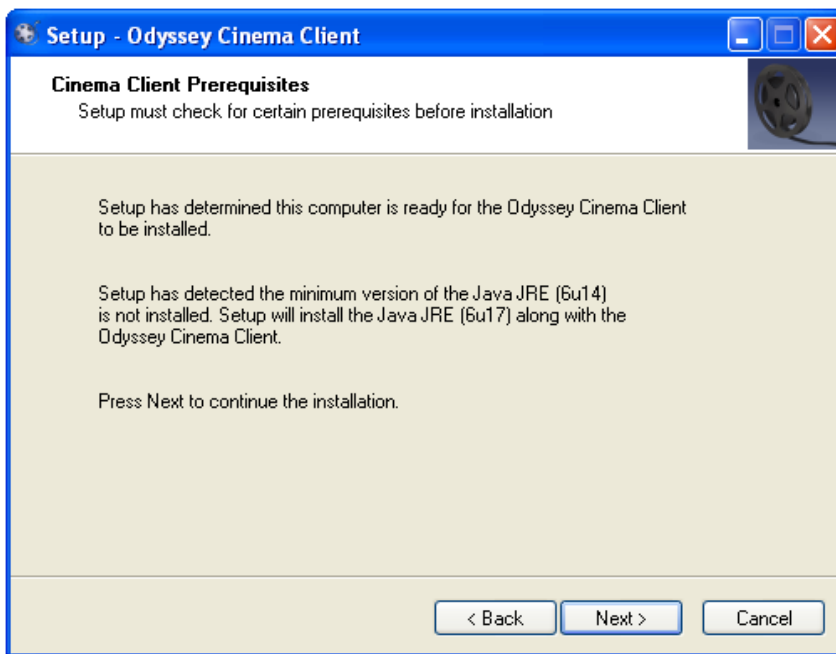 Setup - Odyssey Cinema Client
Cinema Client Prerequisites
Setup must check for certain prerequisites before installation
Setup has determined this computer is ready for the Odyssey Cinema Client
to be installed.
Setup has detected the minimum version of the Java JRE (6u14)
is not installed. Setup will install the Java JRE (6u17) along with the
Odyssey Cinema Client.
Press Next to continue the installation.
< Back
Next >
Cancel